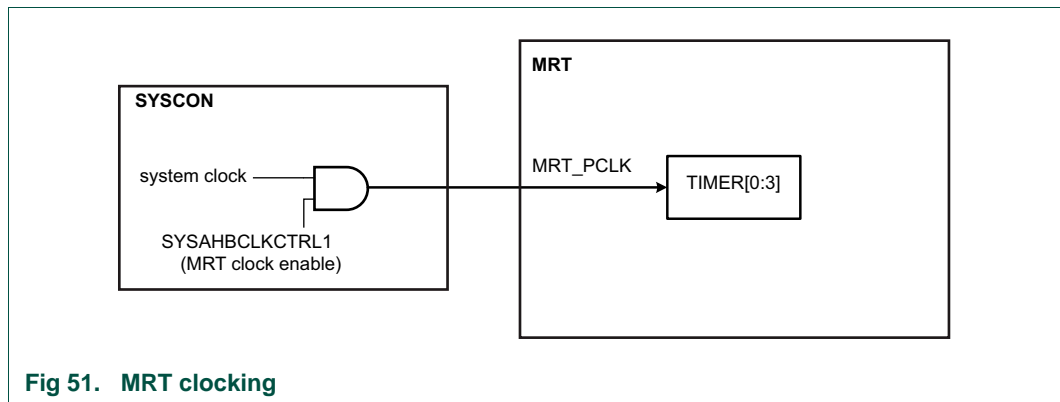 MRT
SYSCON
system clock
MRT_PCLK
TIMER[0:3]
SYSAHBCLKCTRL1
(MRT clock enable)
Fig 51. MRT clocking